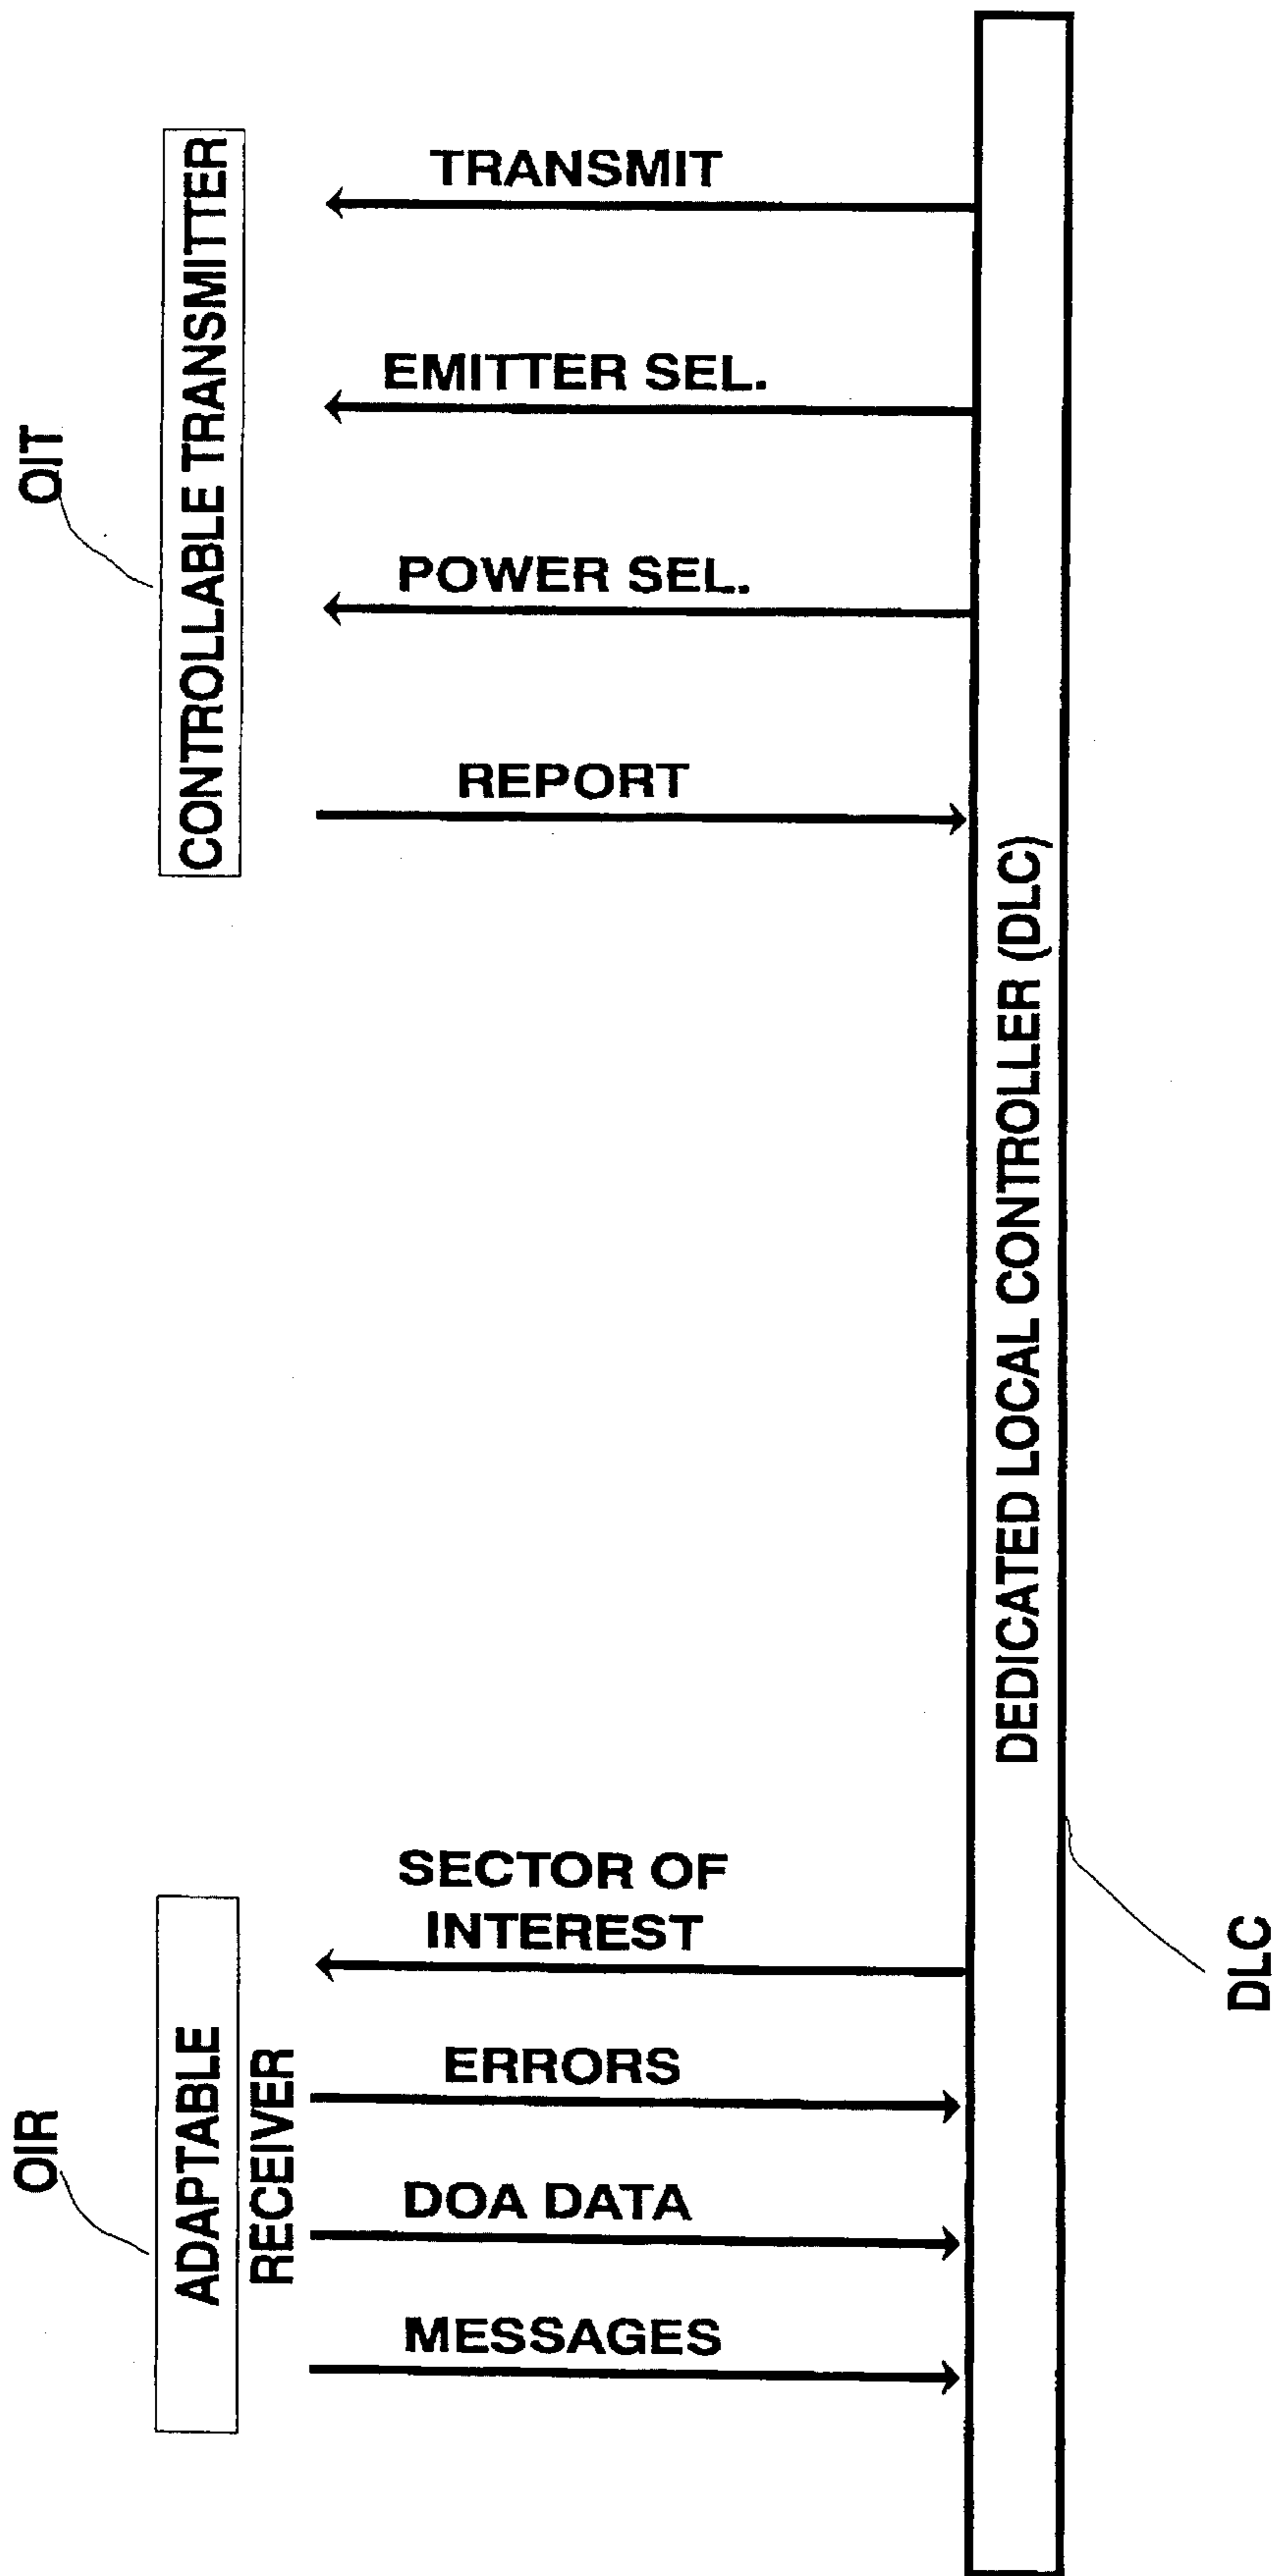 OIT
CONTROLLABLE TRANSMITTER
TRANSMIT
EMITTER SEL.
POWER SEL.
REPORT
DEDICATED LOCAL CONTROLLER (DLC)
OIR
ADAPTABLE
RECEIVER
SECTOR OF
INTEREST
ERRORS
DOA DATA
MESSAGES
DLC